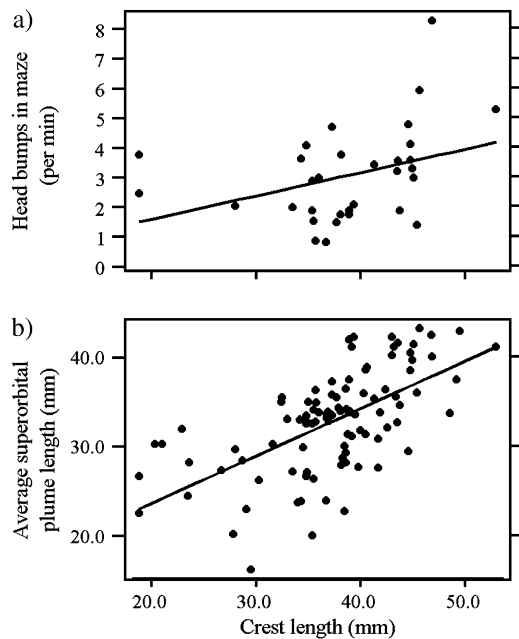 a)
Head bumps in maze
(per min)
8
7
6
5
4
3
2
1
0
b)
Average superorbital
plume length (mm)
40.0
30.0
20.0
20.0 30.0 40.0 50.0
Crest length (mm)